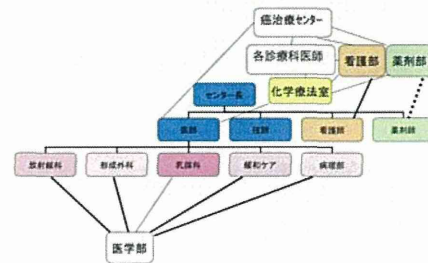 癌治療センター
各診療科医師
看護部
薬剤部
化学療法室
センター長
医師
看護師
薬剤師
放射線科
形成外科
乳腺科
緩和ケア
病理部
医学部